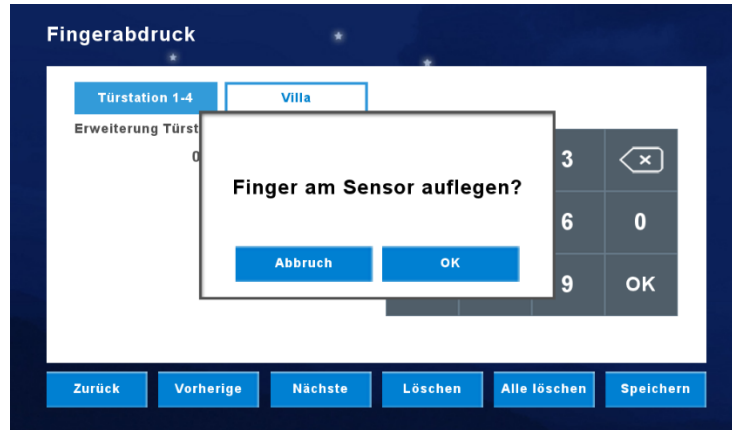 Fingerabdruck
Türstation 1-4
Villa
Erweiterung Türst
0
3
Finger am Sensor auflegen?
6
0
Abbruch
OK
9
OK
Zurück
Vorherige
Nächste
Löschen
Alle löschen
Speichern